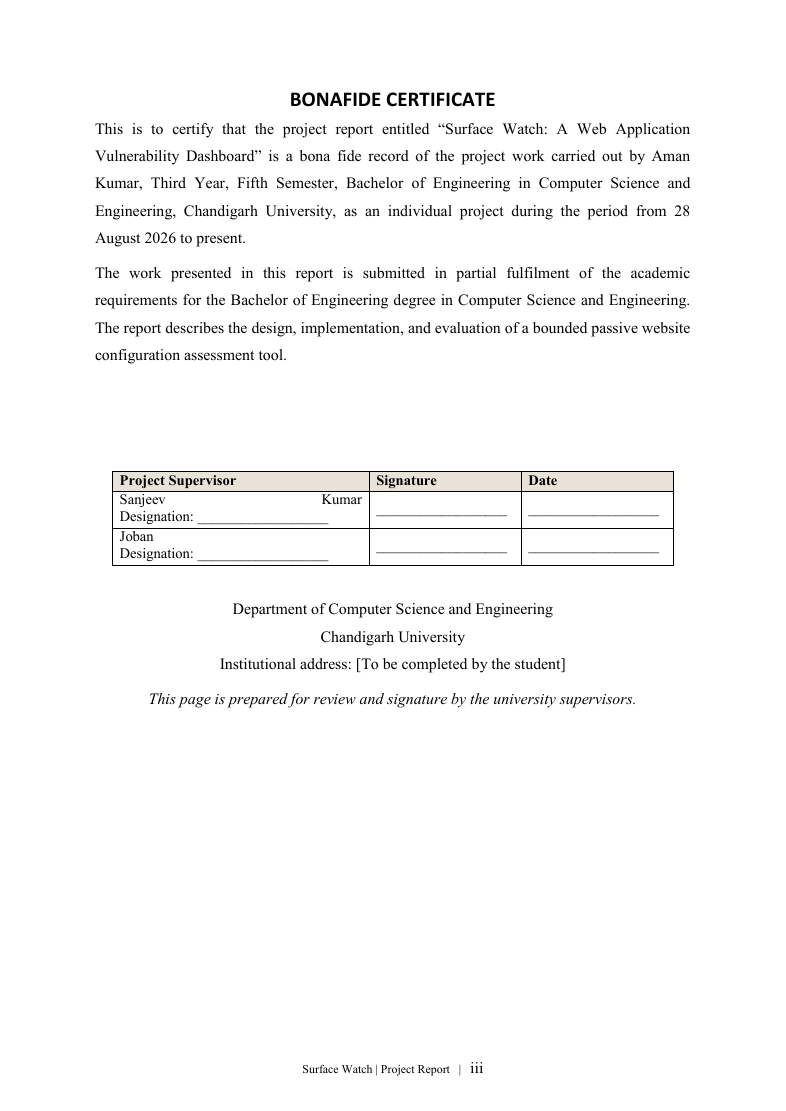 BONAFIDE CERTIFICATE
This is to certify that the project report entitled “Surface Watch: A Web Application
Vulnerability Dashboard” is a bona fide record of the project work carried out by Aman
Kumar, Third Year, Fifth Semester, Bachelor of Engineering in Computer Science and
Engineering, Chandigarh University, as an individual project during the period from 28
August 2026 to present.
The work presented in this report is submitted in partial fulfilment of the academic
requirements for the Bachelor of Engineering degree in Computer Science and Engineering.
The report describes the design, implementation, and evaluation of a bounded passive website
configuration assessment tool.
Project Supervisor Signature Date
Sanjeev Kumar
Designation: __________________ __________________ __________________
Joban
Designation: __________________ __________________ __________________
Department of Computer Science and Engineering
Chandigarh University
Institutional address: [To be completed by the student]
This page is prepared for review and signature by the university supervisors.
Surface Watch | Project Report | iii